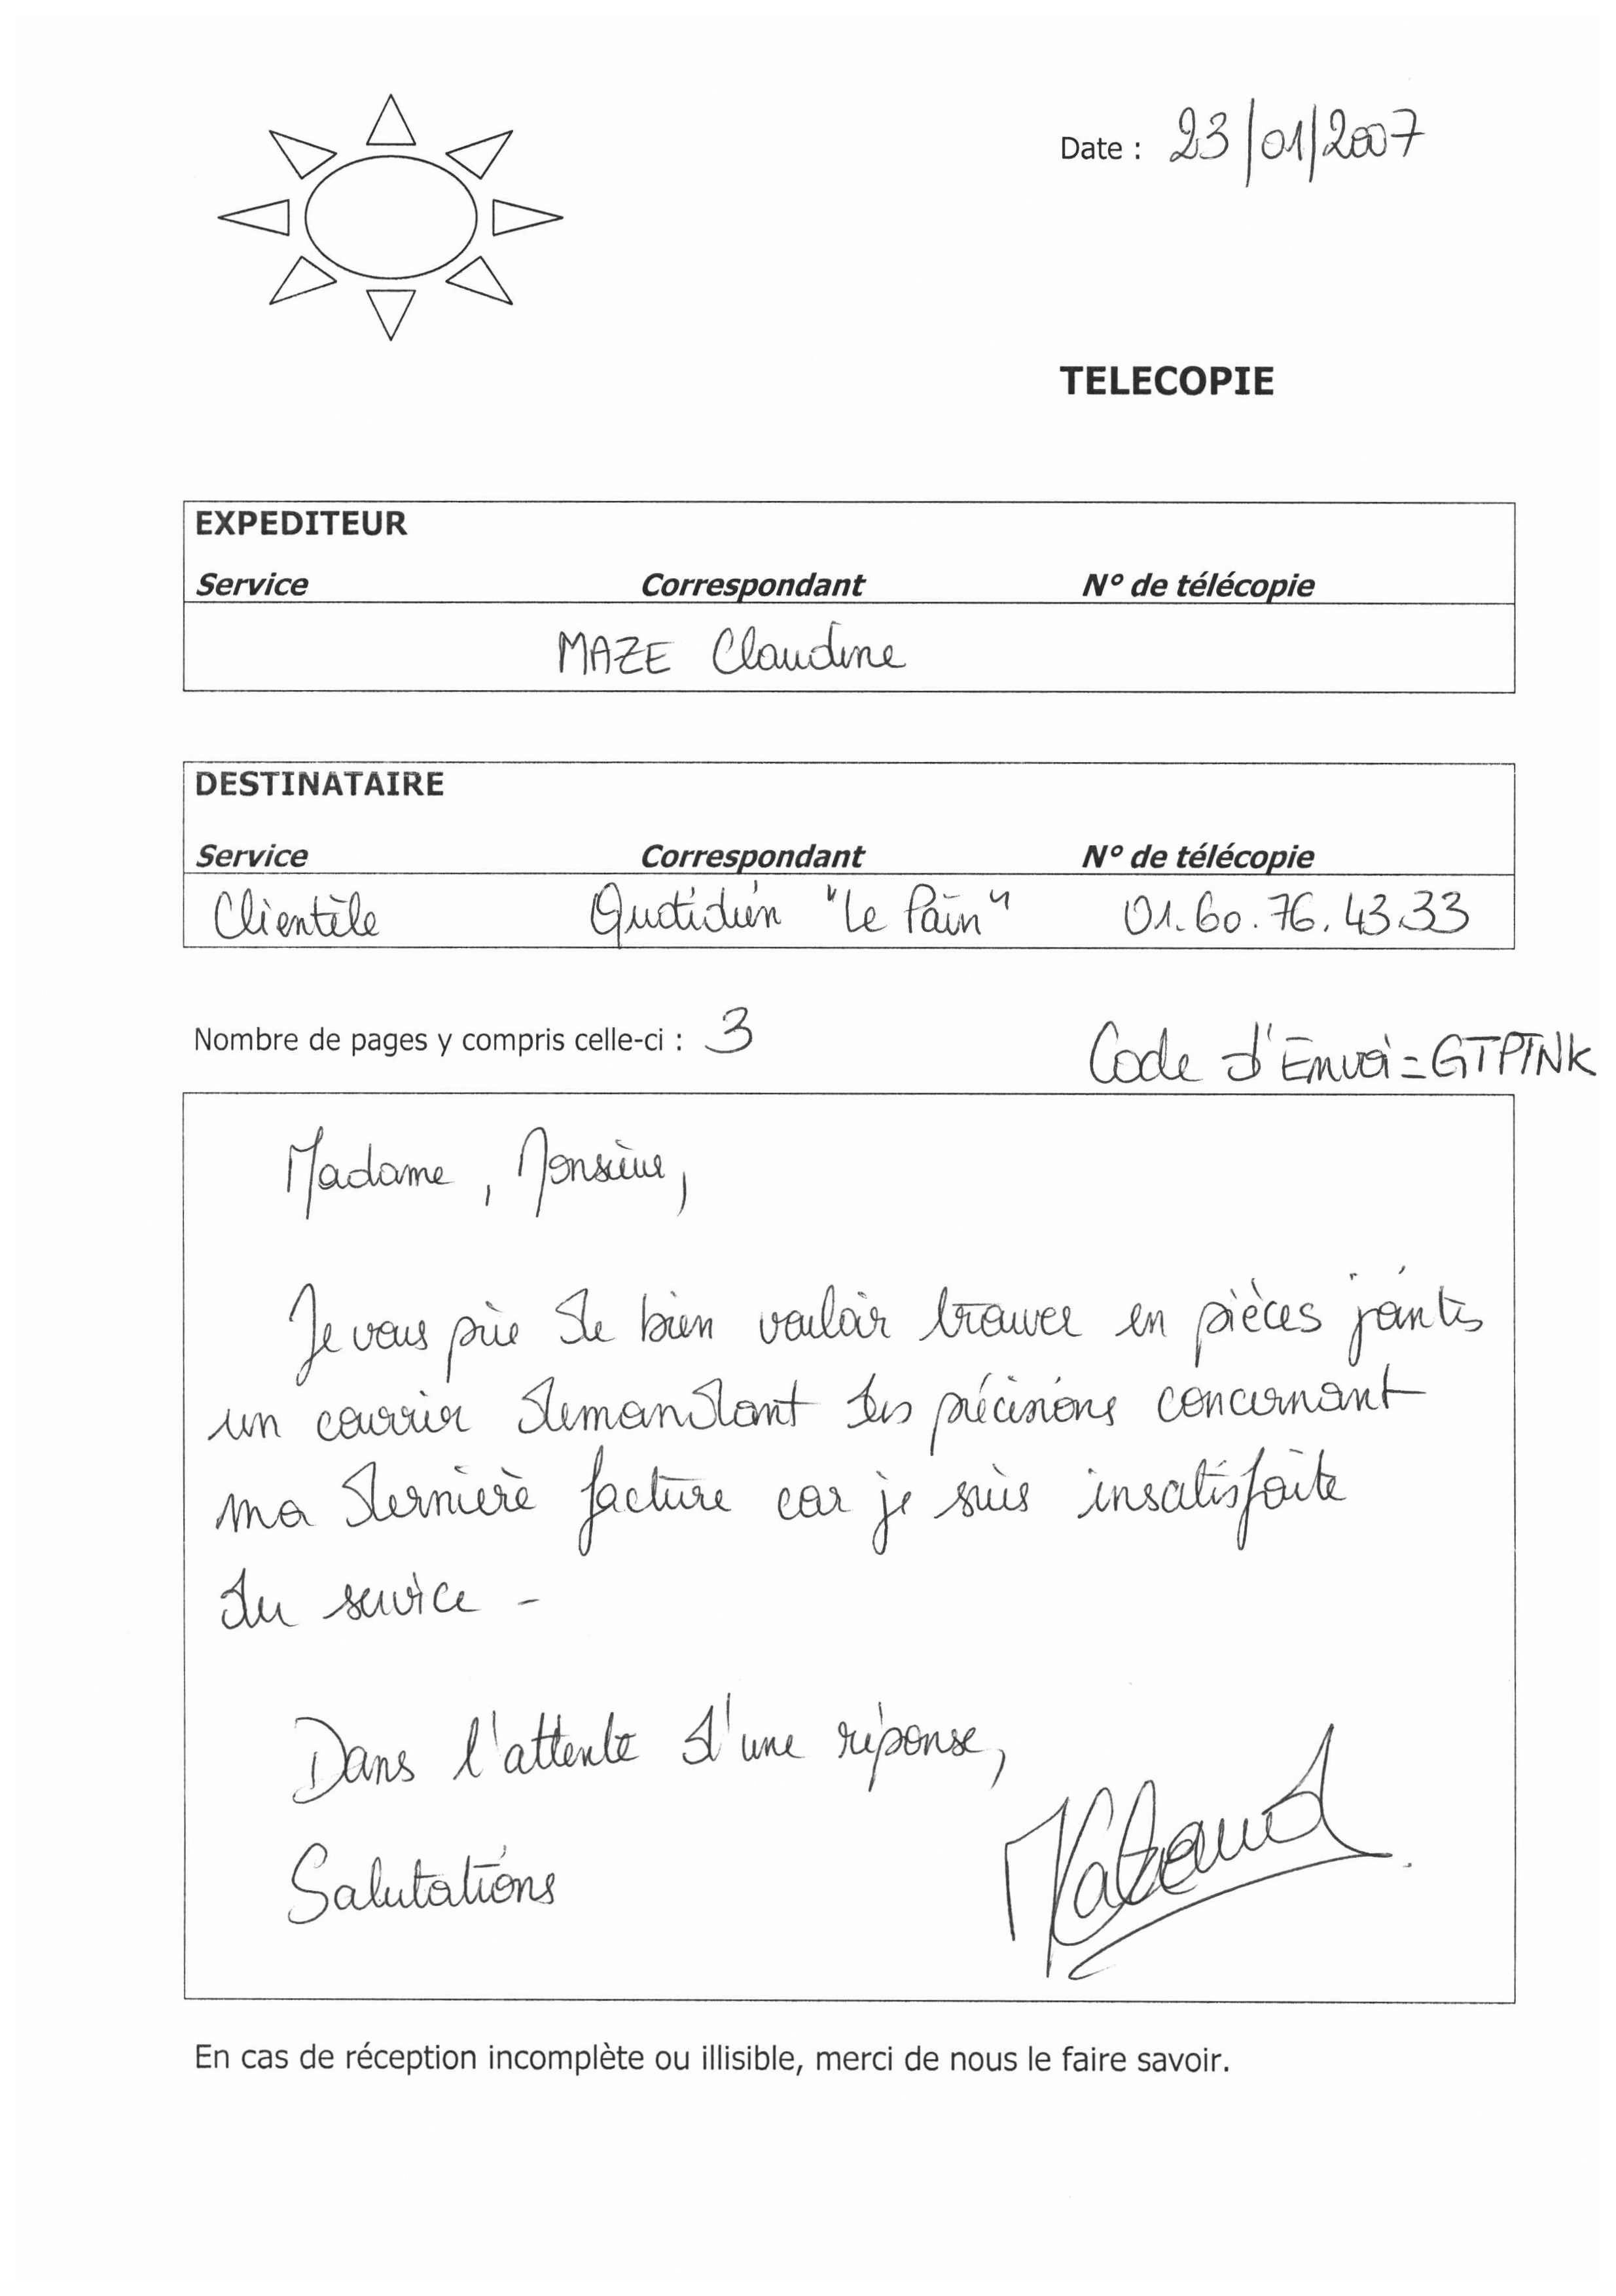 Date : 23/01/2007
TELECOPIE
EXPEDITEUR
Service Correspondant N° de télécopie
MAZE Claudine
DESTINATAIRE
Service Correspondant N° de télécopie
Clientèle Quotidien "Le Pain" 01.60.76.43.33
Nombre de pages y compris celle-ci : 3
Code d'Envoi = GTPTNK
Madame, Monsieur,
Je vous prie de bien vouloir trouver en pièces jointes
un courrier demandant des précisions concernant
ma dernière facture car je suis insatisfaite
du service -
Dans l'attente d'une réponse,
Salutations
En cas de réception incomplète ou illisible, merci de nous le faire savoir.